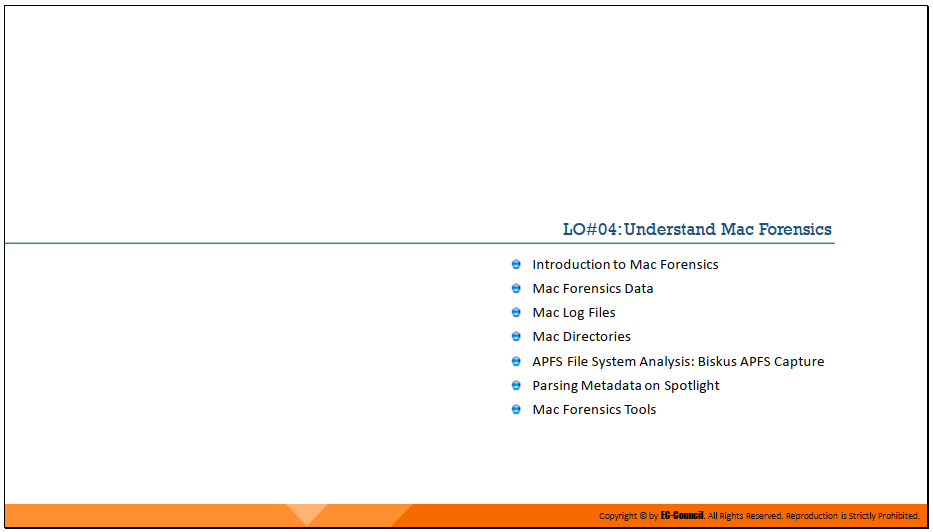 LO#04: Understand Mac Forensics
Introduction to Mac Forensics
Mac Forensics Data
Mac Log Files
Mac Directories
APFS File System Analysis: Biskus APFS Capture
Parsing Metadata on Spotlight
Mac Forensics Tools
Copyright © by EC-Council. All Rights Reserved. Reproduction is Strictly Prohibited.